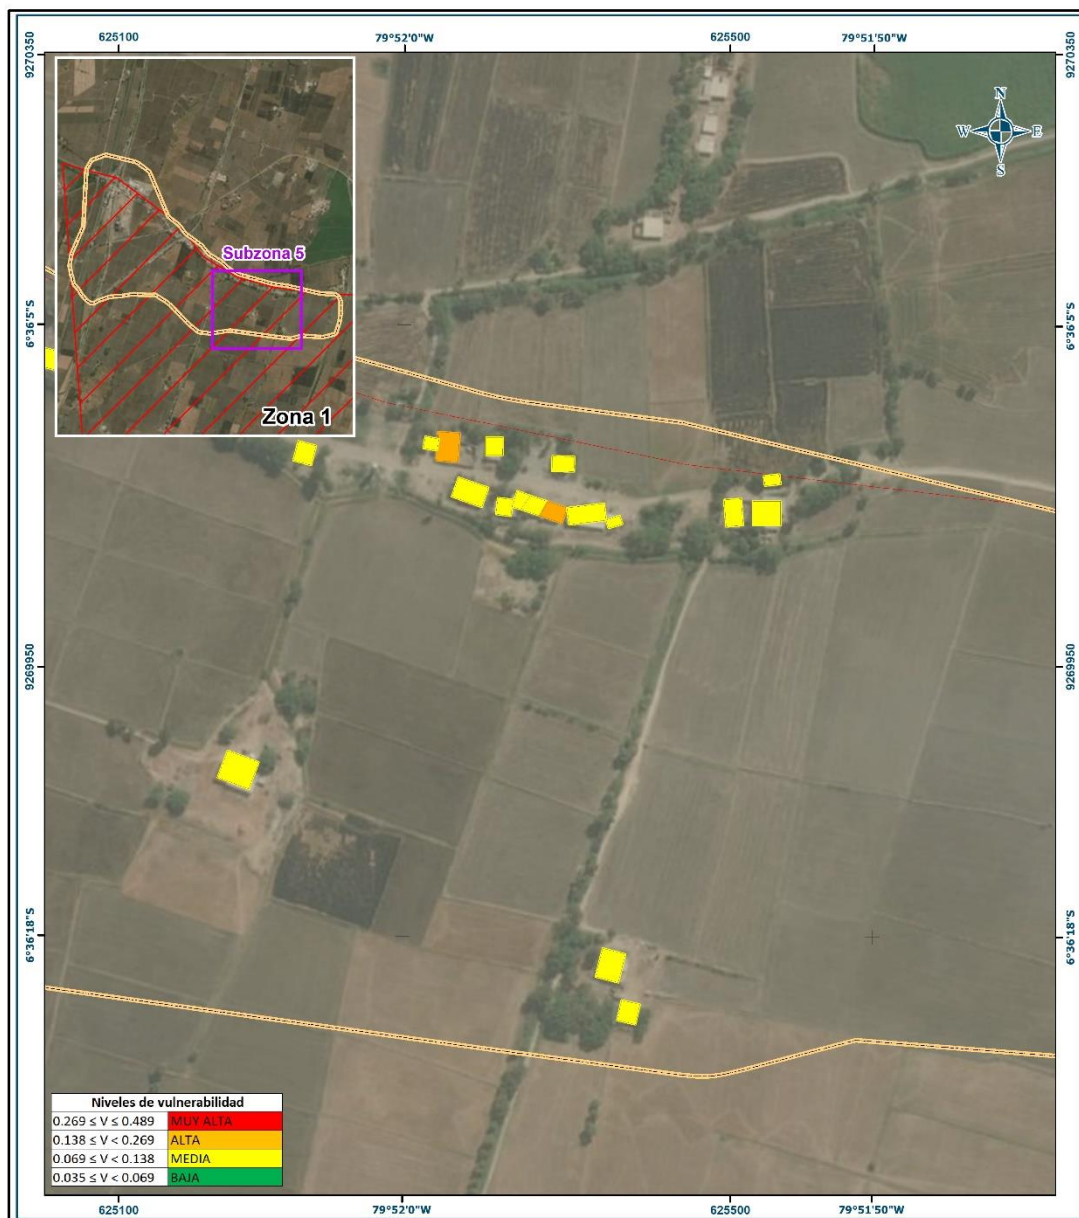 625100 79°52'0"W 625500 79°51'50"W
9270350 9270350
N
W E
S
Subzona 5
Zona 1
6°36'5"S 6°36'5"S
9269950 9269950
6°36'18"S 6°36'18"S
Niveles de vulnerabilidad
0.269 ≤ V ≤ 0.489 MUY ALTA
0.138 ≤ V < 0.269 ALTA
0.069 ≤ V < 0.138 MEDIA
0.035 ≤ V < 0.069 BAJA
625100 79°52'0"W 625500 79°51'50"W